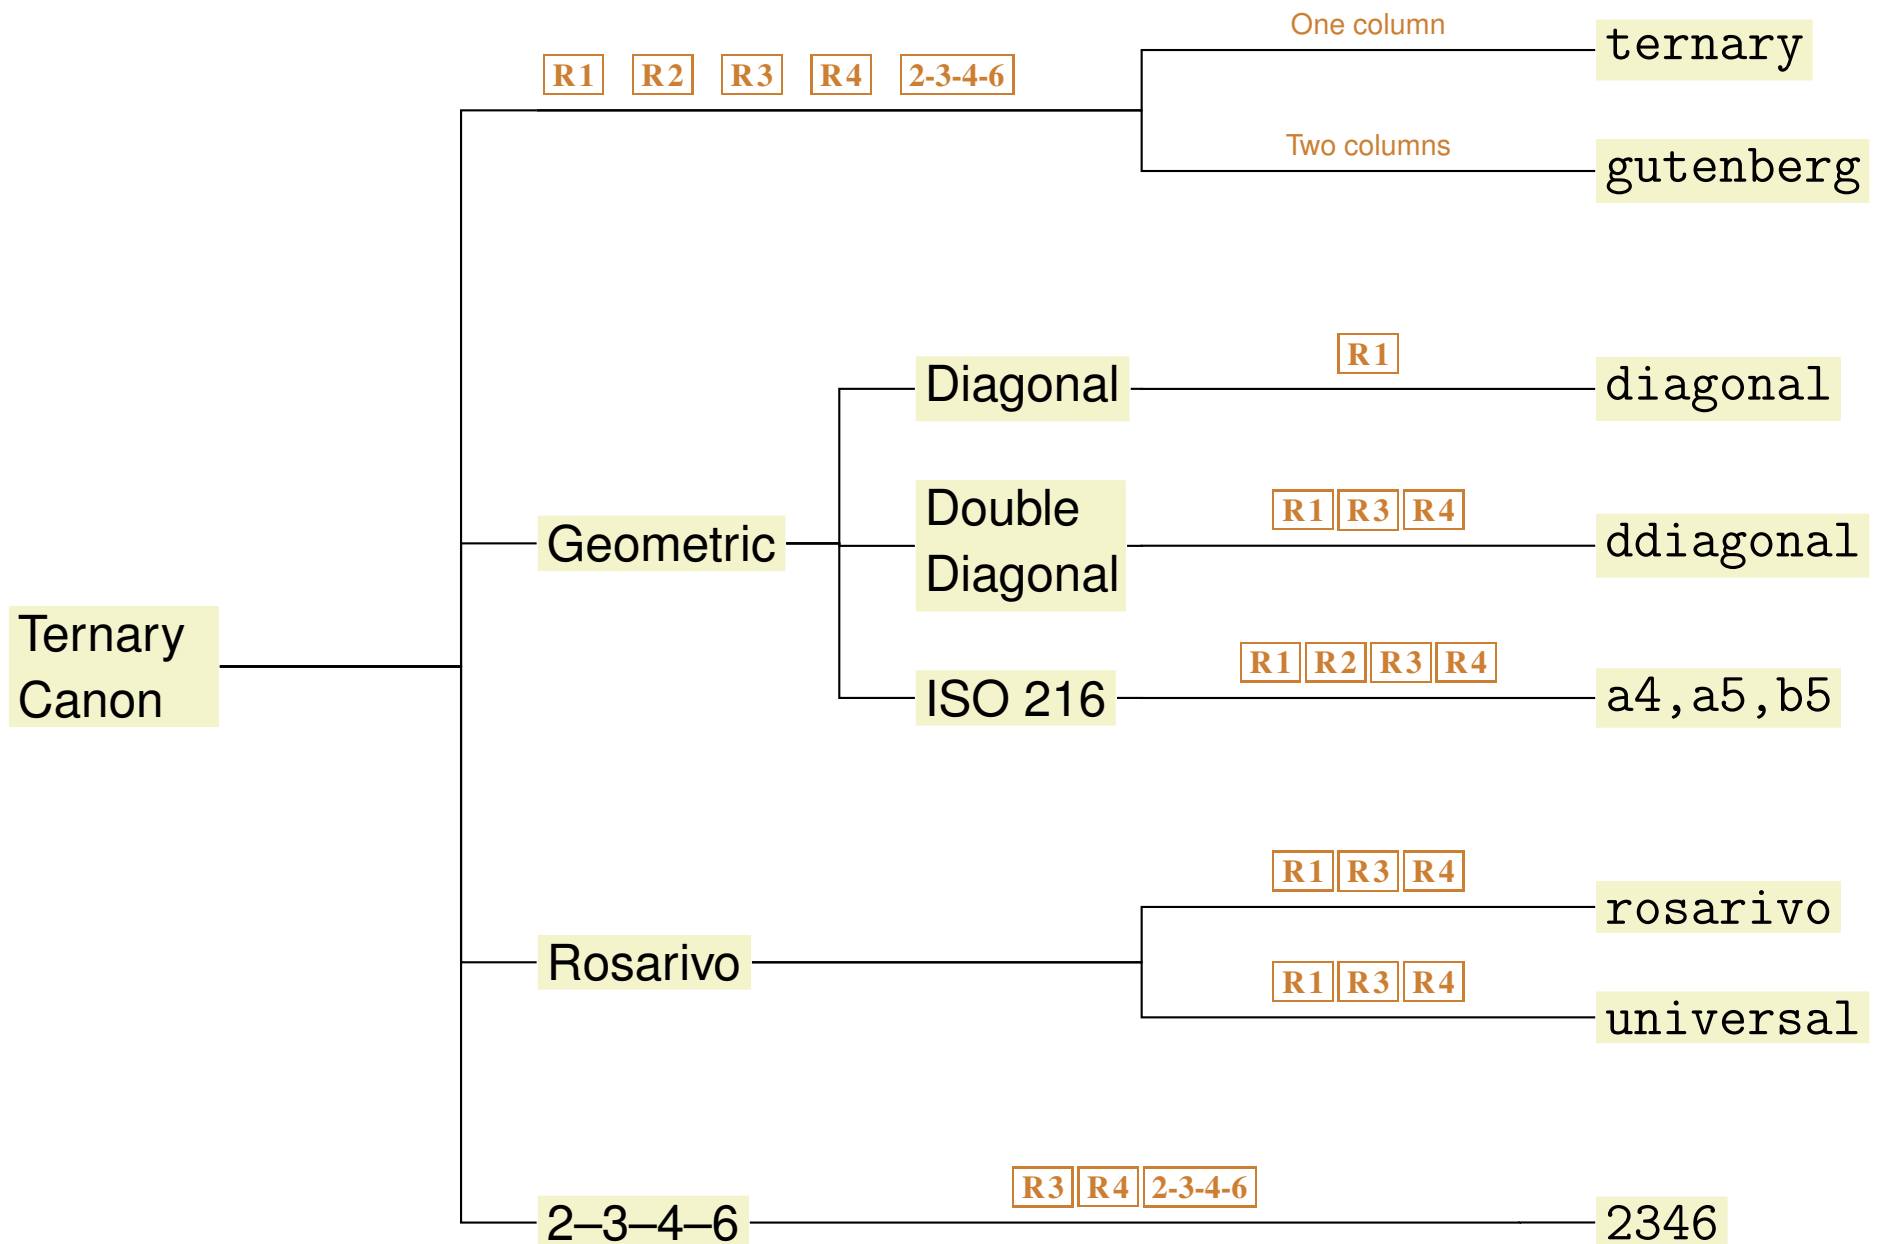 One column
ternary
R1 R2 R3 R4 2-3-4-6
Two columns
gutenberg
R1
Diagonal
diagonal
Double
Diagonal
R1 R3 R4
ddiagonal
Geometric
Ternary
Canon
R1 R2 R3 R4
ISO 216
a4,a5,b5
R1 R3 R4
rosarivo
Rosarivo
R1 R3 R4
universal
R3 R4 2-3-4-6
2–3–4–6
2346